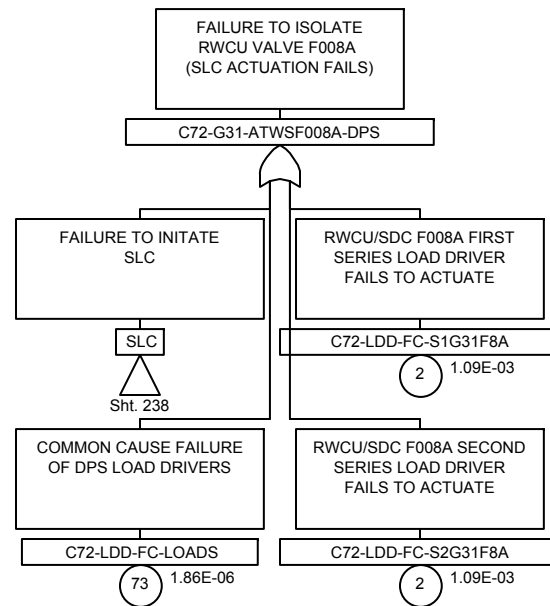 FAILURE TO ISOLATE
RWCU VALVE F008A
(SLC ACTUATION FAILS)
C72-G31-ATWSF008A-DPS
FAILURE TO INITATE
SLC
SLC
Sht. 238
RWCU/SDC F008A FIRST
SERIES LOAD DRIVER
FAILS TO ACTUATE
C72-LDD-FC-S1G31F8A
2
1.09E-03
COMMON CAUSE FAILURE
OF DPS LOAD DRIVERS
C72-LDD-FC-LOADS
73
1.86E-06
RWCU/SDC F008A SECOND
SERIES LOAD DRIVER
FAILS TO ACTUATE
C72-LDD-FC-S2G31F8A
2
1.09E-03